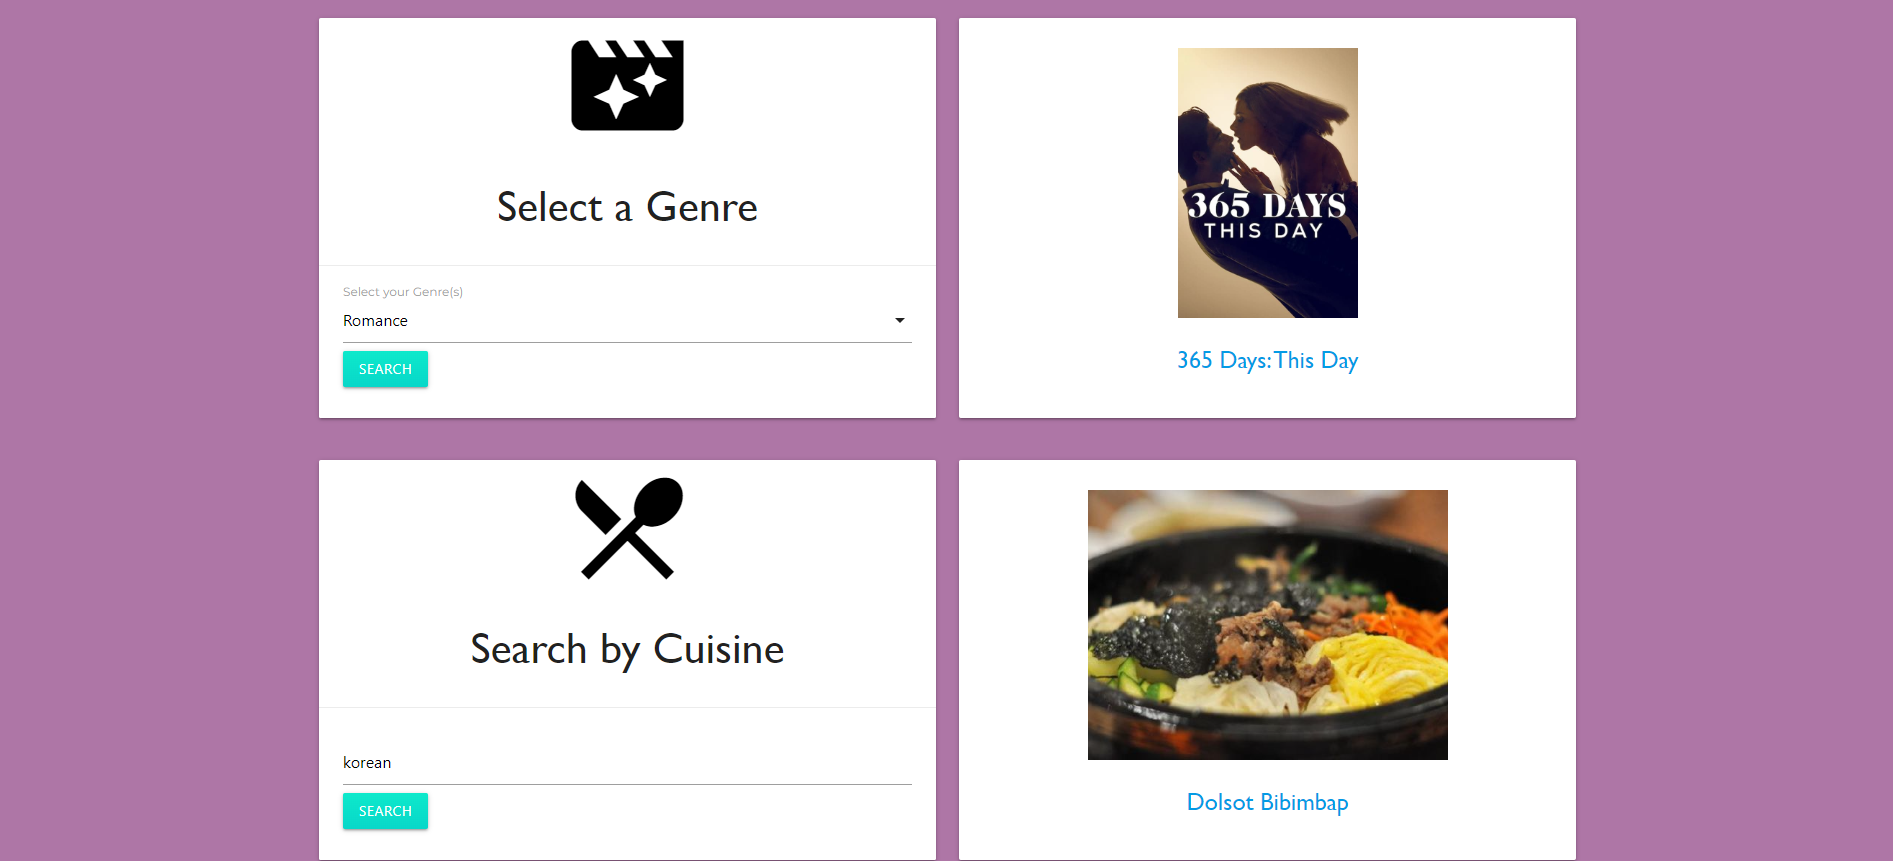 Select a Genre
Select your Genre(s)
Romance
SEARCH
365 DAYS
THIS DAY
365 Days: This Day
Search by Cuisine
korean
SEARCH
Dolsot Bibimbap